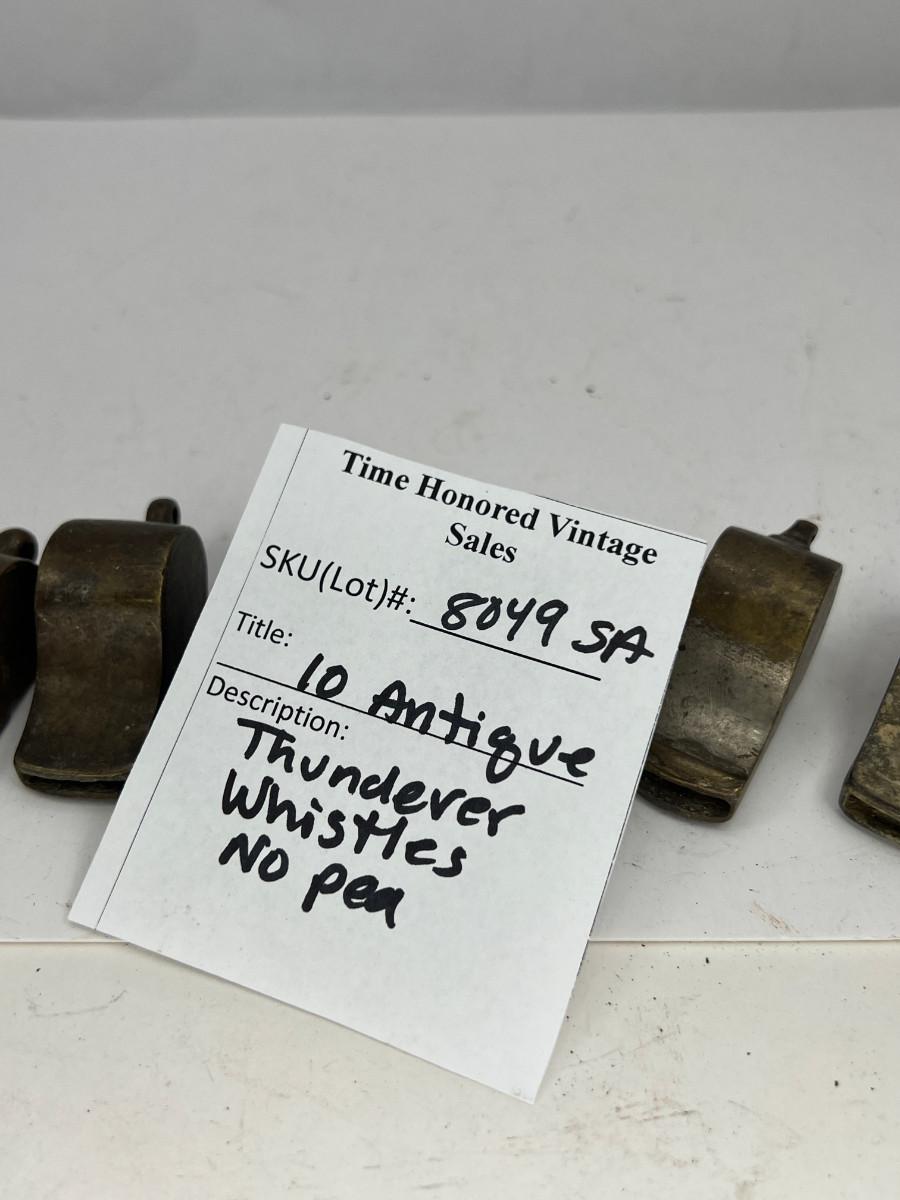 Time Honored Vintage
Sales
SKU(Lot)#: 8049 SA
Title: 10 Antique
Description:
Thunderer
Whistles
No pea